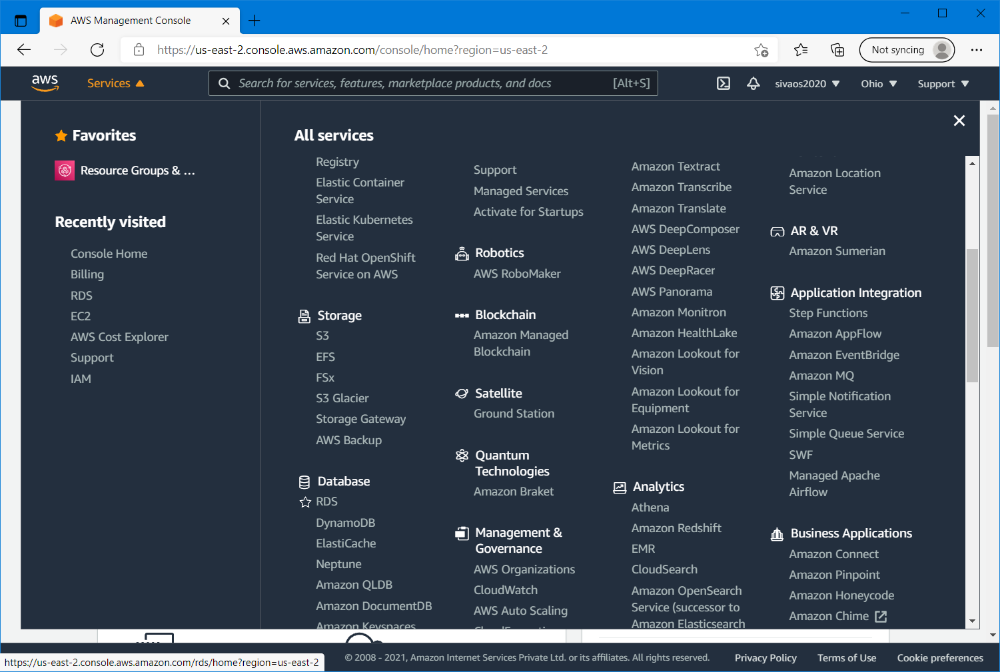 AWS Management Console
https://us-east-2.console.aws.amazon.com/console/home?region=us-east-2
Not syncing
aws
Services
Search for services, features, marketplace products, and docs
[Alt+S]
sivaos2020
Ohio
Support
Favorites
Resource Groups & ...
Recently visited
Console Home
Billing
RDS
EC2
AWS Cost Explorer
Support
IAM
All services
Registry
Elastic Container
Service
Elastic Kubernetes
Service
Red Hat OpenShift
Service on AWS
Storage
S3
EFS
FSx
S3 Glacier
Storage Gateway
AWS Backup
Database
RDS
DynamoDB
ElastiCache
Neptune
Amazon QLDB
Amazon DocumentDB
Amazon Keyspaces
Support
Managed Services
Activate for Startups
Robotics
AWS RoboMaker
Blockchain
Amazon Managed
Blockchain
Satellite
Ground Station
Quantum
Technologies
Amazon Braket
Management &
Governance
AWS Organizations
CloudWatch
AWS Auto Scaling
Amazon Textract
Amazon Transcribe
Amazon Translate
AWS DeepComposer
AWS DeepLens
AWS DeepRacer
AWS Panorama
Amazon Monitron
Amazon HealthLake
Amazon Lookout for
Vision
Amazon Lookout for
Equipment
Amazon Lookout for
Metrics
Analytics
Athena
Amazon Redshift
EMR
CloudSearch
Amazon OpenSearch
Service (successor to
Amazon Elasticsearch
Amazon Location
Service
AR & VR
Amazon Sumerian
Application Integration
Step Functions
Amazon AppFlow
Amazon EventBridge
Amazon MQ
Simple Notification
Service
Simple Queue Service
SWF
Managed Apache
Airflow
Business Applications
Amazon Connect
Amazon Pinpoint
Amazon Honeycode
Amazon Chime
https://us-east-2.console.aws.amazon.com/rds/home?region=us-east-2
© 2008 - 2021, Amazon Internet Services Private Ltd. or its affiliates. All rights reserved.
Privacy Policy
Terms of Use
Cookie preferences